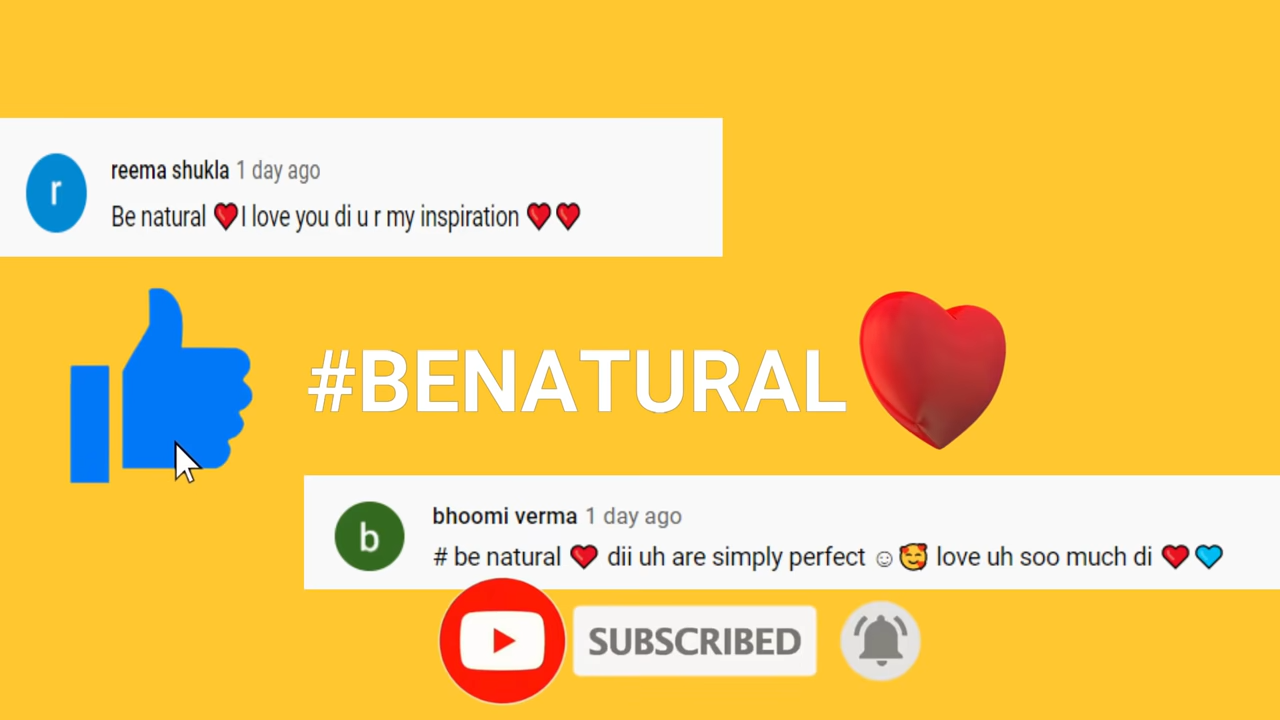 r
reema shukla 1 day ago
Be natural ❤️I love you di u r my inspiration ❤️❤️
#BENATURAL
b
bhoomi verma 1 day ago
# be natural ❤️ dii uh are simply perfect ☺🥰 love uh soo much di ❤️💙
SUBSCRIBED